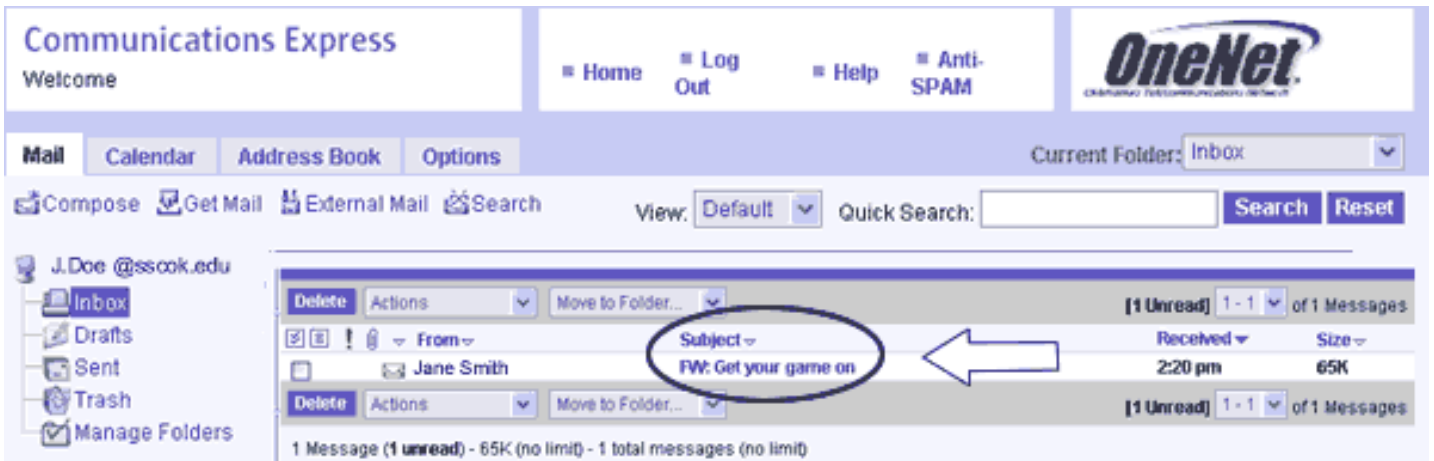 Communications Express
Welcome
Home
Log Out
Help
Anti-SPAM
OneNet
Mail Calendar Address Book Options
Current Folder: Inbox
Compose Get Mail External Mail Search
View: Default Quick Search: Search Reset
J.Doe @sscok.edu
Inbox
Drafts
Sent
Trash
Manage Folders
Delete Actions Move to Folder... [1 Unread] 1 - 1 of 1 Messages
! From Subject Received Size
Jane Smith FW: Get your game on 2:20 pm 65K
Delete Actions Move to Folder... [1 Unread] 1 - 1 of 1 Messages
1 Message (1 unread) - 65K (no limit) - 1 total messages (no limit)